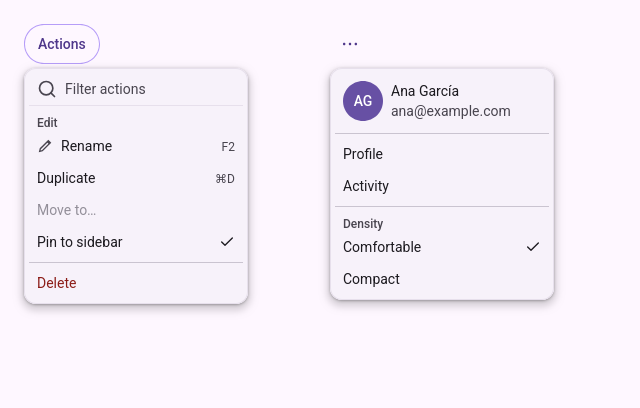 Actions
Filter actions
Edit
Rename F2
Duplicate ⌘D
Move to…
Pin to sidebar
Delete
…
AG
Ana García
ana@example.com
Profile
Activity
Density
Comfortable
Compact